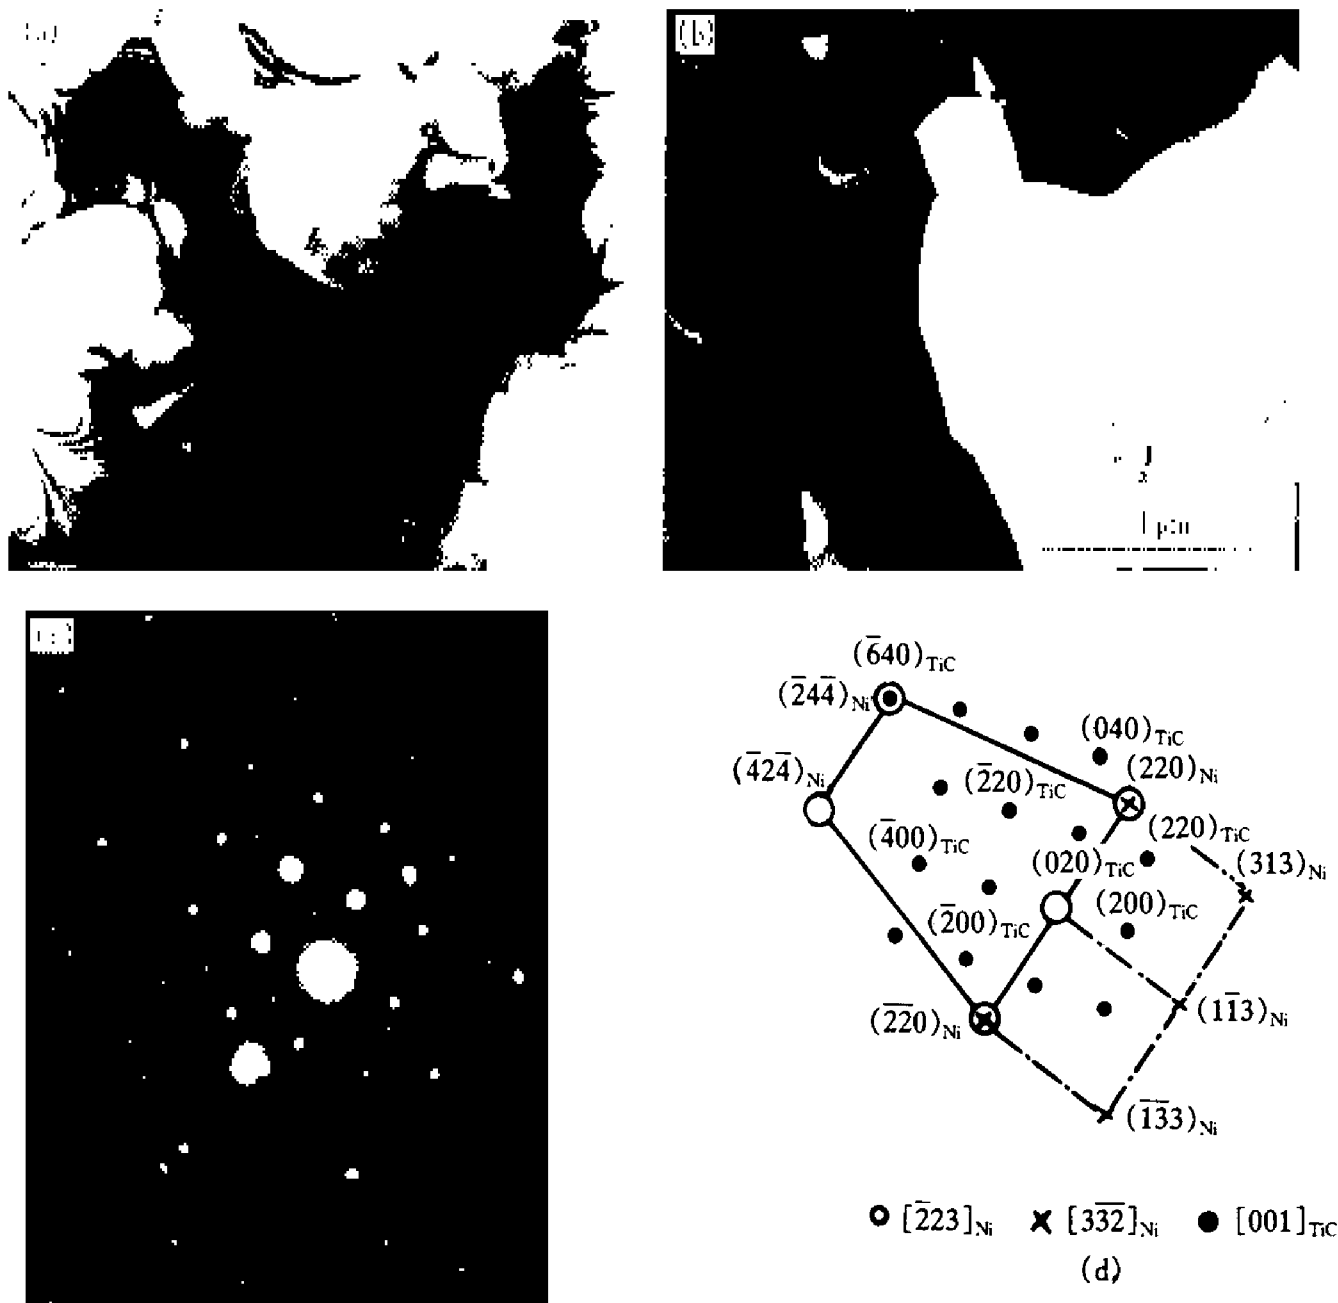 (b)
1 μm
(c)
(6̅40)TiC
(2̅44̅)Ni
(040)TiC
(4̅24̅)Ni
(2̅20)TiC
(220)Ni
(4̅00)TiC
(220)TiC
(020)TiC
(313)Ni
(2̅00)TiC
(200)TiC
(2̅2̅0)Ni
(11̅3)Ni
(1̅3̅3)Ni
[2̅23]Ni
[33̅2̅]Ni
[001]TiC
(d)